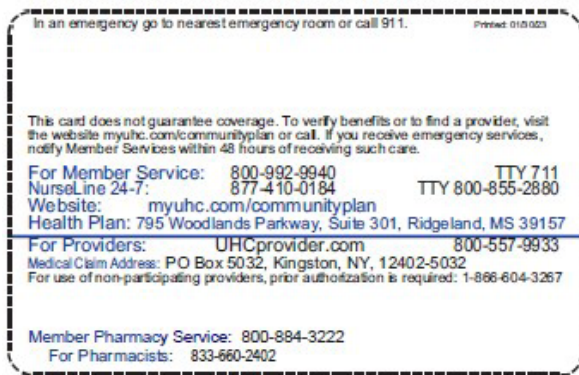 In an emergency go to nearest emergency room or call 911. Printed: 01/30/23
This card does not guarantee coverage. To verify benefits or to find a provider, visit
the website myuhc.com/communityplan or call. If you receive emergency services,
notify Member Services within 48 hours of receiving such care.
For Member Service: 800-992-9940 TTY 711
NurseLine 24-7: 877-410-0184 TTY 800-855-2880
Website: myuhc.com/communityplan
Health Plan: 795 Woodlands Parkway, Suite 301, Ridgeland, MS 39157
For Providers: UHCprovider.com 800-557-9933
Medical Claim Address: PO Box 5032, Kingston, NY, 12402-5032
For use of non-participating providers, prior authorization is required: 1-866-604-3267
Member Pharmacy Service: 800-884-3222
For Pharmacists: 833-660-2402